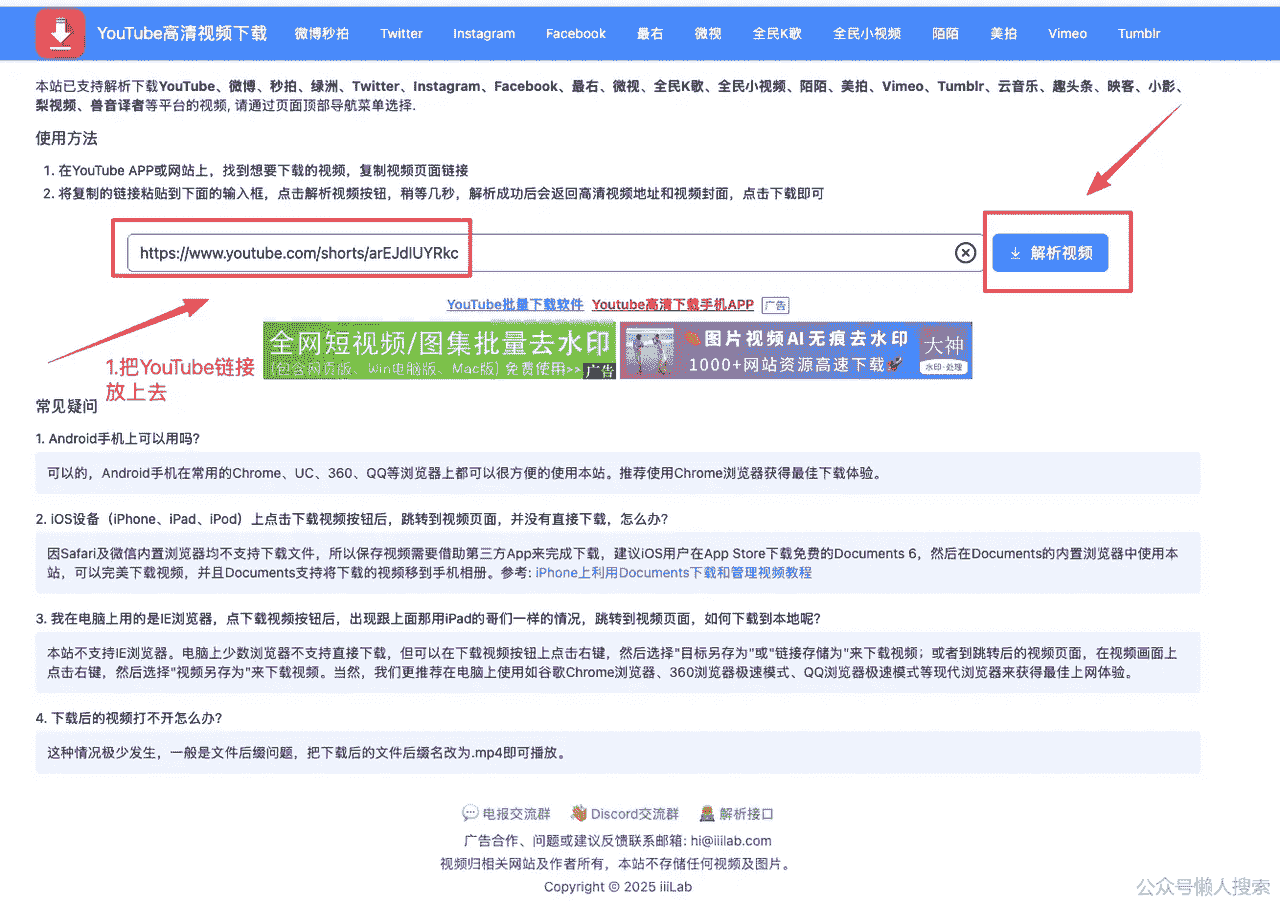 YouTube高清视频下载 微博秒拍 Twitter Instagram Facebook 最右 微视 全民K歌 全民小视频 陌陌 美拍 Vimeo Tumblr
本站已支持解析下载YouTube、微博、秒拍、绿洲、Twitter、Instagram、Facebook、最右、微视、全民K歌、全民小视频、陌陌、美拍、Vimeo、Tumblr、云音乐、趣头条、映客、小影、
梨视频、兽音译者等平台的视频, 请通过页面顶部导航菜单选择.
使用方法
1. 在YouTube APP或网站上，找到想要下载的视频，复制视频页面链接
2. 将复制的链接粘贴到下面的输入框，点击解析视频按钮，稍等几秒，解析成功后会返回高清视频地址和视频封面，点击下载即可
https://www.youtube.com/shorts/arEJdlUYRkc
解析视频
YouTube批量下载软件 Youtube高清下载手机APP 广告
全网短视频/图集批量去水印
(包含网页版、Win电脑版、Mac版) 免费使用>> 广告
图片视频AI无痕去水印
1000+网站资源高速下载
大神
水印·处理
1.把YouTube链接
放上去
常见疑问
1. Android手机上可以用吗?
可以的，Android手机在常用的Chrome、UC、360、QQ等浏览器上都可以很方便的使用本站。推荐使用Chrome浏览器获得最佳下载体验。
2. iOS设备（iPhone、iPad、iPod）上点击下载视频按钮后，跳转到视频页面，并没有直接下载，怎么办?
因Safari及微信内置浏览器均不支持下载文件，所以保存视频需要借助第三方App来完成下载，建议iOS用户在App Store下载免费的Documents 6，然后在Documents的内置浏览器中使用本
站，可以完美下载视频，并且Documents支持将下载的视频移到手机相册。参考: iPhone上利用Documents下载和管理视频教程
3. 我在电脑上用的是IE浏览器，点下载视频按钮后，出现跟上面那用iPad的哥们一样的情况，跳转到视频页面，如何下载到本地呢?
本站不支持IE浏览器。电脑上少数浏览器不支持直接下载，但可以在下载视频按钮上点击右键，然后选择"目标另存为"或"链接存储为"来下载视频；或者到跳转后的视频页面，在视频画面上
点击右键，然后选择"视频另存为"来下载视频。当然，我们更推荐在电脑上使用如谷歌Chrome浏览器、360浏览器极速模式、QQ浏览器极速模式等现代浏览器来获得最佳上网体验。
4. 下载后的视频打不开怎么办?
这种情况极少发生，一般是文件后缀问题，把下载后的文件后缀名改为.mp4即可播放。
电报交流群 Discord交流群 解析接口
广告合作、问题或建议反馈联系邮箱: hi@iiilab.com
视频归相关网站及作者所有，本站不存储任何视频及图片。
Copyright © 2025 iiiLab
公众号懒人搜索